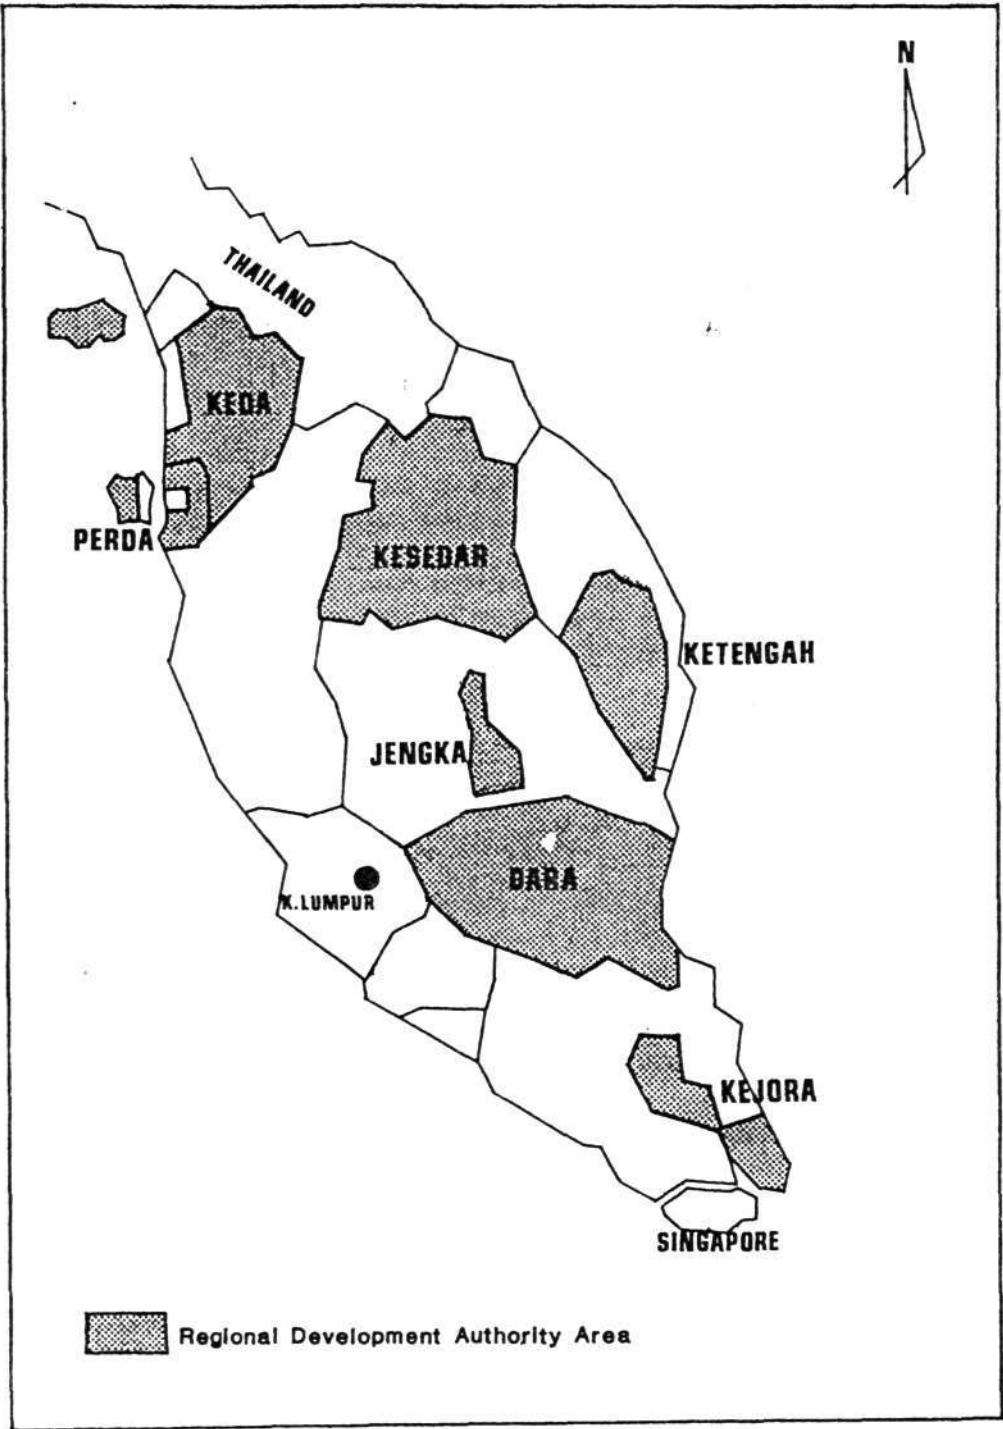 N
THAILAND
KEDA
PERDA
KESEDAR
KETENGAH
JENGKA
DARA
K.LUMPUR
KEJORA
SINGAPORE
Regional Development Authority Area